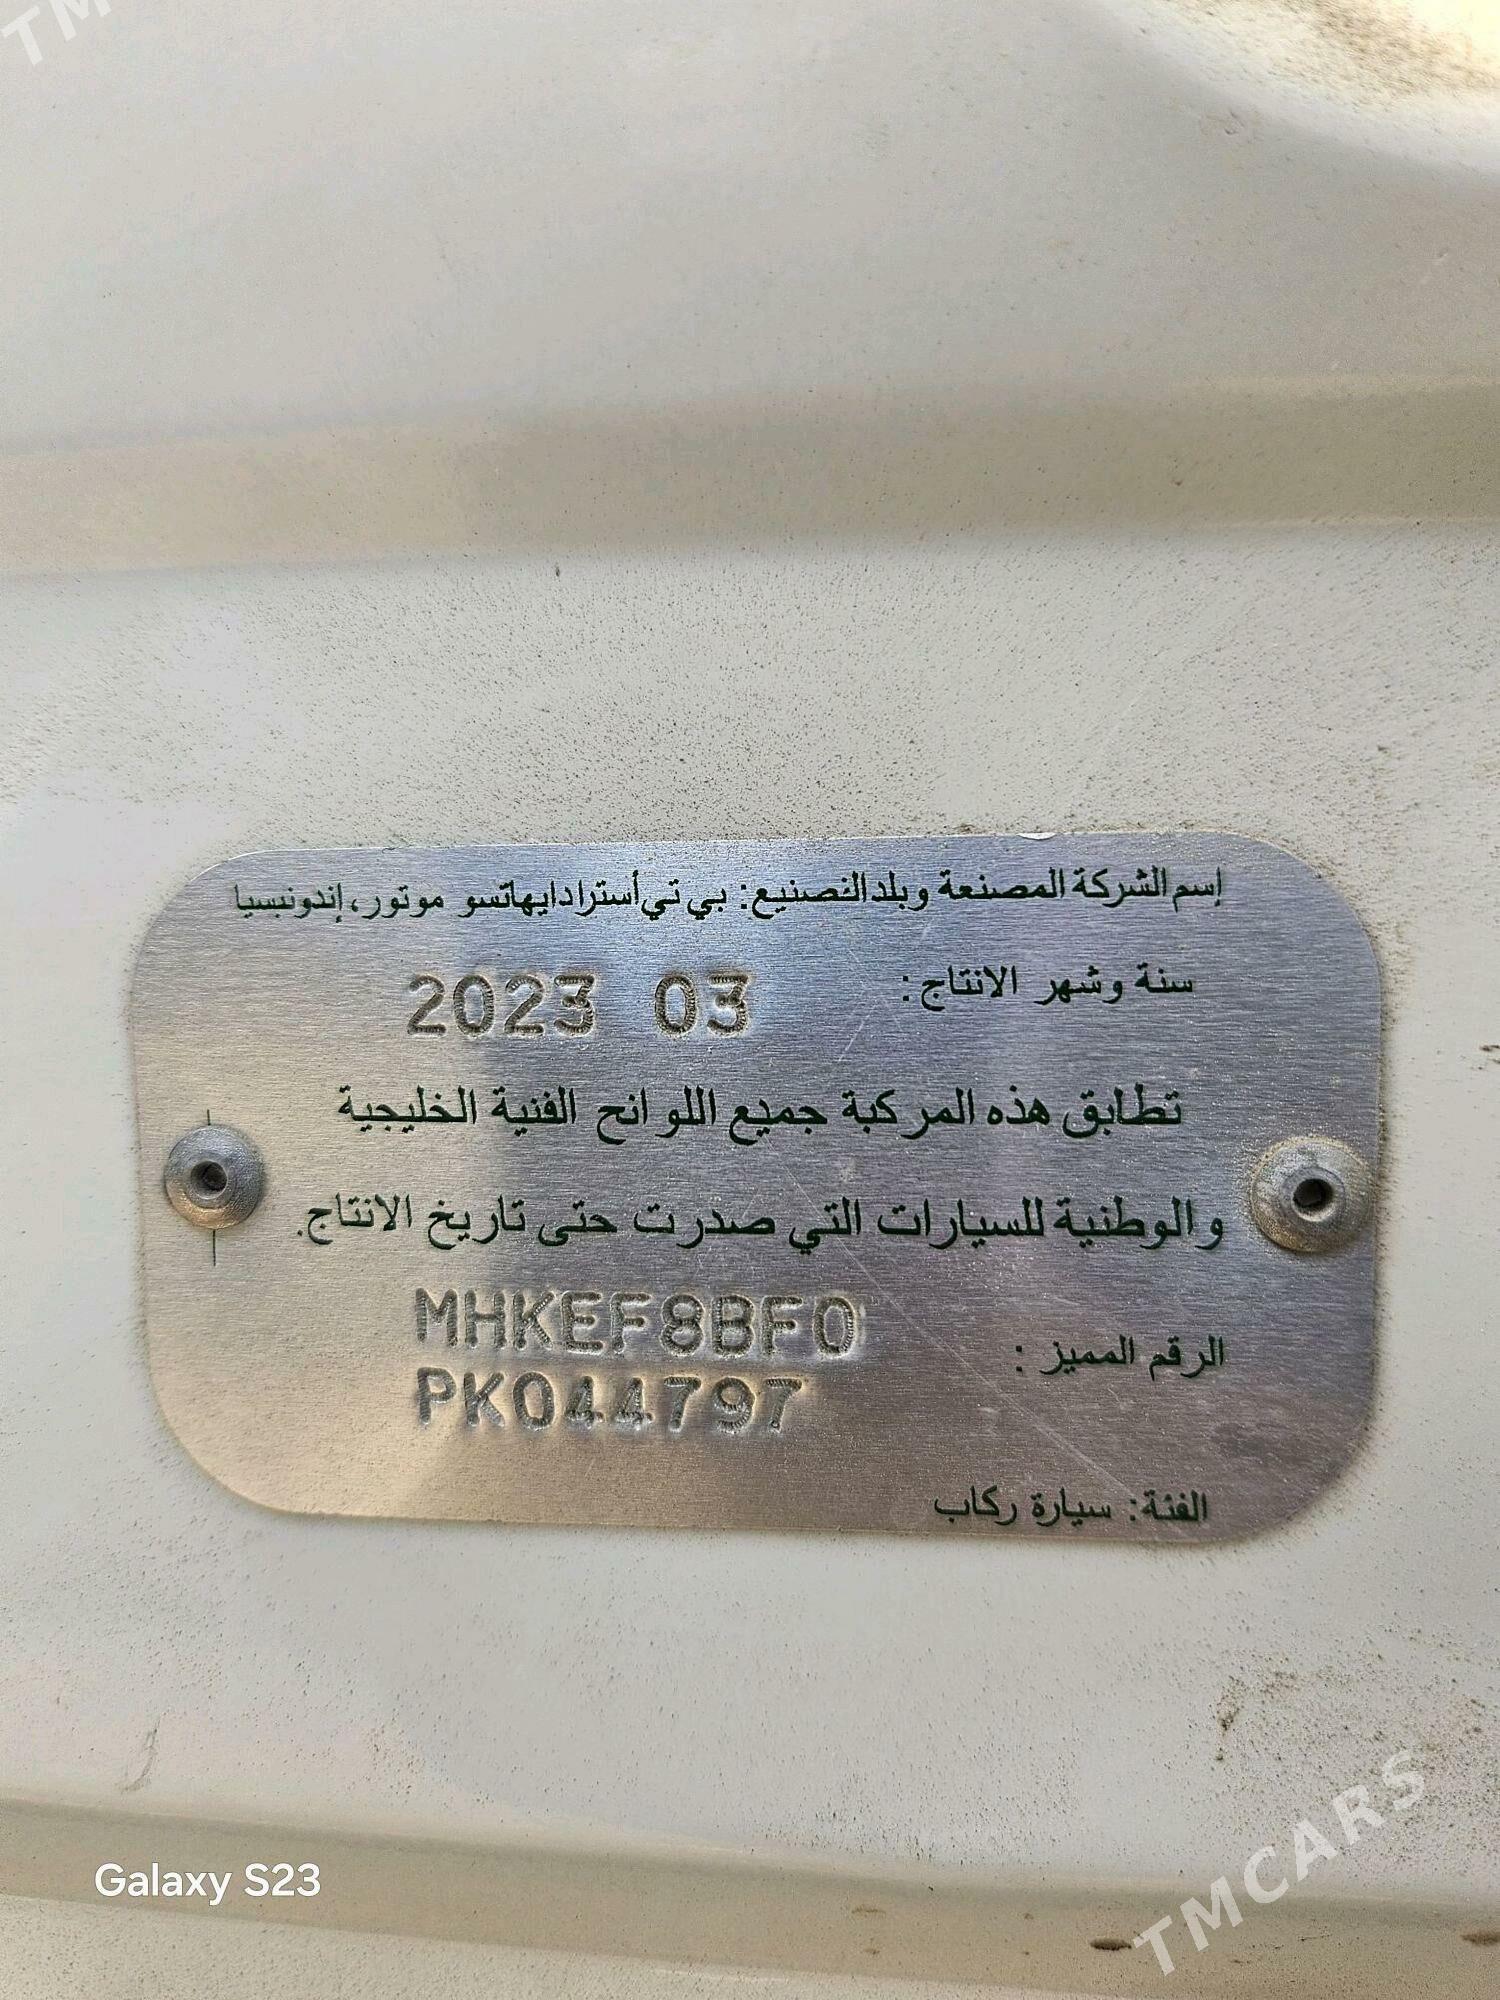 TM
إسم الشركة المصنعة وبلد التصنيع: بي تي أسترا دايهاتسو موتور، إندونيسيا
سنة وشهر الانتاج: 2023 03
تطابق هذه المركبة جميع اللوائح الفنية الخليجية
والوطنية للسيارات التي صدرت حتى تاريخ الانتاج.
MHKEF8BF0
الرقم المميز :
PK044797
الفئة: سيارة ركاب
Galaxy S23
TMCARS